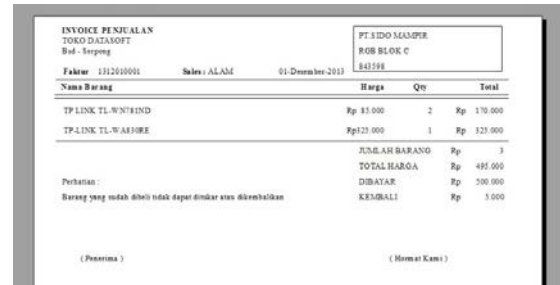 INVOICE PENJUALAN
TOKO DATASOFT
Bsd - Serpong
PT.SIDO MAMPIR
RGB BLOK C
843598
Faktur 1312010001 Sales : ALAM 01-Desember-2013
Nama Barang Harga Qty Total
TP LINK TL-WN781ND Rp 85.000 2 Rp 170.000
TP-LINK TL-WA830RE Rp325.000 1 Rp 325.000
JUMLAH BARANG Rp 3
TOTAL HARGA Rp 495.000
DIBAYAR Rp 500.000
KEMBALI Rp 5.000
Perhatian :
Barang yang sudah dibeli tidak dapat ditukar atau dikembalikan
( Penerima ) ( Hormat Kami )